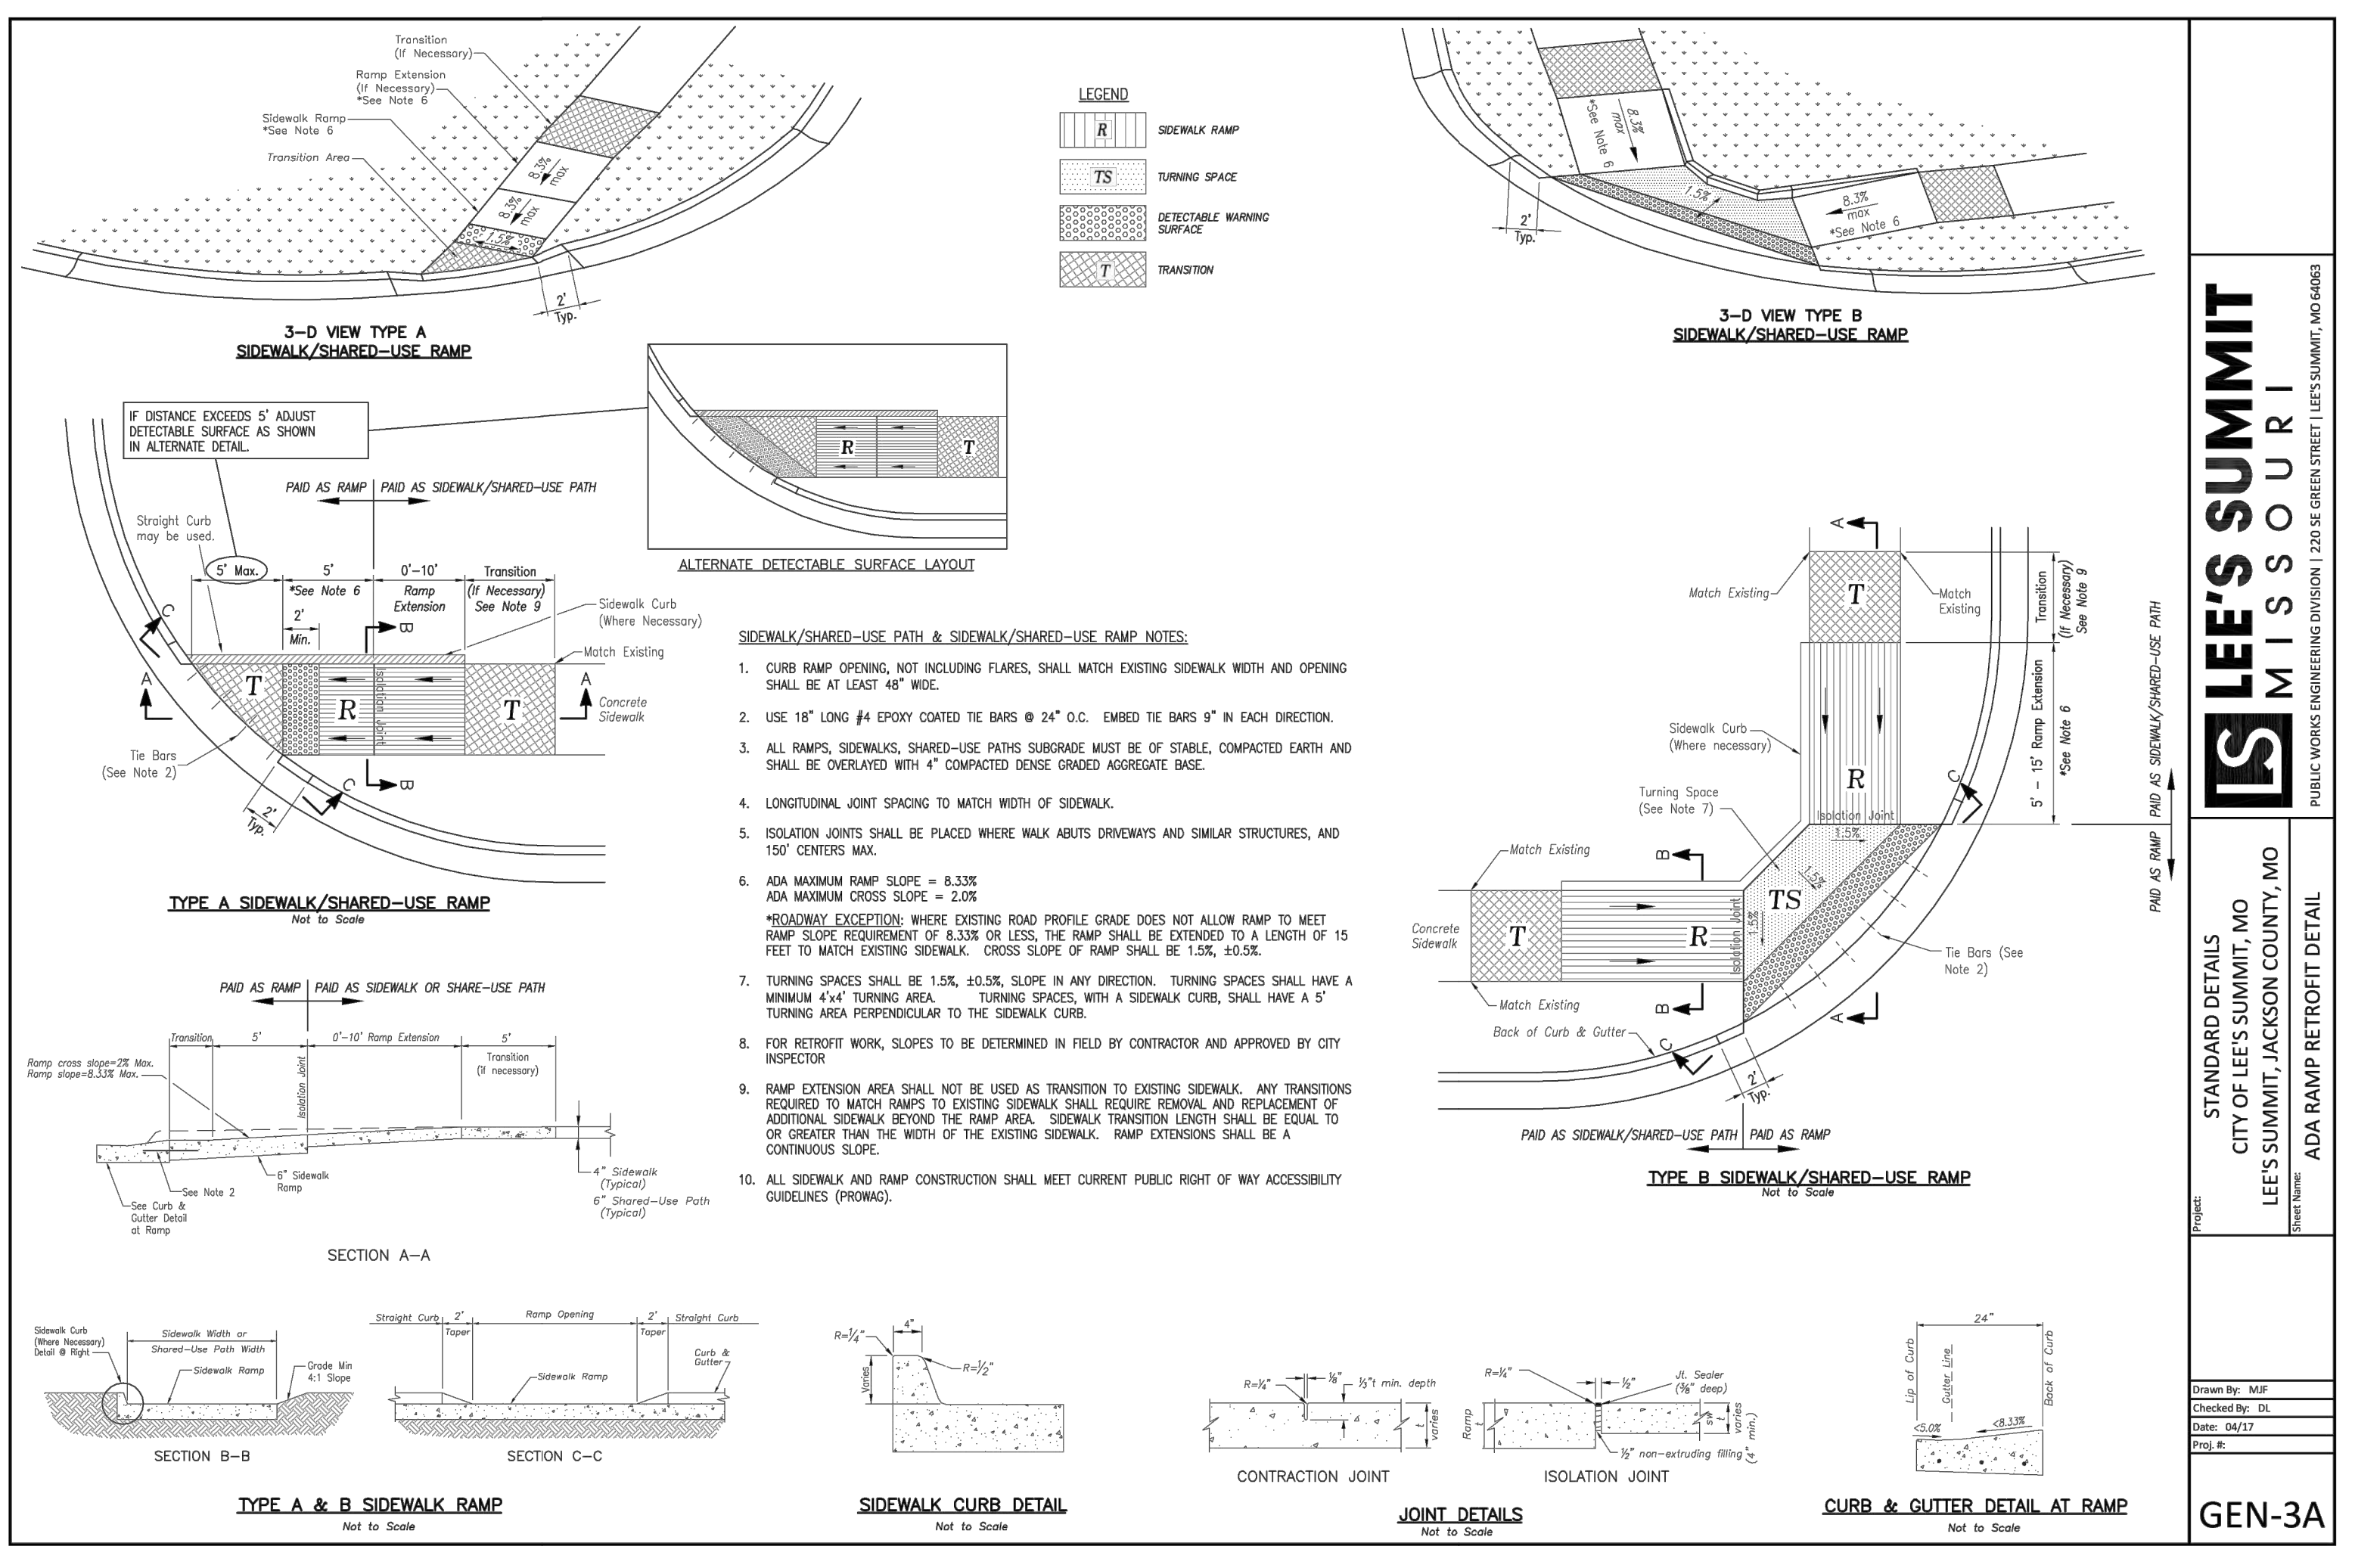 Transition
(If Necessary)
Ramp Extension
(If Necessary)
*See Note 6
Sidewalk Ramp
*See Note 6
Transition Area
8.3%
max
8.3%
max
1.5%
2'
Typ.
3-D VIEW TYPE A
SIDEWALK/SHARED-USE RAMP
LEGEND
R
SIDEWALK RAMP
TS
TURNING SPACE
DETECTABLE WARNING
SURFACE
T
TRANSITION
8.3%
max
*See Note 6
1.5%
8.3%
max
*See Note 6
2'
Typ.
3-D VIEW TYPE B
SIDEWALK/SHARED-USE RAMP
IF DISTANCE EXCEEDS 5' ADJUST
DETECTABLE SURFACE AS SHOWN
IN ALTERNATE DETAIL.
R
T
ALTERNATE DETECTABLE SURFACE LAYOUT
PAID AS RAMP
PAID AS SIDEWALK/SHARED-USE PATH
Straight Curb
may be used.
5' Max.
5'
*See Note 6
0'-10'
Ramp
Extension
Transition
(If Necessary)
See Note 9
2'
Min.
Sidewalk Curb
(Where Necessary)
Match Existing
C
B
A
A
T
R
Isolation Joint
T
Concrete
Sidewalk
Tie Bars
(See Note 2)
B
C
2'
Typ.
TYPE A SIDEWALK/SHARED-USE RAMP
Not to Scale
PAID AS RAMP
PAID AS SIDEWALK OR SHARE-USE PATH
Transition
5'
0'-10' Ramp Extension
5'
Transition
(if necessary)
Ramp cross slope=2% Max.
Ramp slope=8.33% Max.
Isolation Joint
6" Sidewalk
Ramp
See Note 2
See Curb &
Gutter Detail
at Ramp
4" Sidewalk
(Typical)
6" Shared-Use Path
(Typical)
SECTION A-A
SIDEWALK/SHARED-USE PATH & SIDEWALK/SHARED-USE RAMP NOTES:
1. CURB RAMP OPENING, NOT INCLUDING FLARES, SHALL MATCH EXISTING SIDEWALK WIDTH AND OPENING
SHALL BE AT LEAST 48" WIDE.
2. USE 18" LONG #4 EPOXY COATED TIE BARS @ 24" O.C. EMBED TIE BARS 9" IN EACH DIRECTION.
3. ALL RAMPS, SIDEWALKS, SHARED-USE PATHS SUBGRADE MUST BE OF STABLE, COMPACTED EARTH AND
SHALL BE OVERLAYED WITH 4" COMPACTED DENSE GRADED AGGREGATE BASE.
4. LONGITUDINAL JOINT SPACING TO MATCH WIDTH OF SIDEWALK.
5. ISOLATION JOINTS SHALL BE PLACED WHERE WALK ABUTS DRIVEWAYS AND SIMILAR STRUCTURES, AND
150' CENTERS MAX.
6. ADA MAXIMUM RAMP SLOPE = 8.33%
ADA MAXIMUM CROSS SLOPE = 2.0%
*ROADWAY EXCEPTION: WHERE EXISTING ROAD PROFILE GRADE DOES NOT ALLOW RAMP TO MEET
RAMP SLOPE REQUIREMENT OF 8.33% OR LESS, THE RAMP SHALL BE EXTENDED TO A LENGTH OF 15
FEET TO MATCH EXISTING SIDEWALK. CROSS SLOPE OF RAMP SHALL BE 1.5%, ±0.5%.
7. TURNING SPACES SHALL BE 1.5%, ±0.5%, SLOPE IN ANY DIRECTION. TURNING SPACES SHALL HAVE A
MINIMUM 4'x4' TURNING AREA. TURNING SPACES, WITH A SIDEWALK CURB, SHALL HAVE A 5'
TURNING AREA PERPENDICULAR TO THE SIDEWALK CURB.
8. FOR RETROFIT WORK, SLOPES TO BE DETERMINED IN FIELD BY CONTRACTOR AND APPROVED BY CITY
INSPECTOR
9. RAMP EXTENSION AREA SHALL NOT BE USED AS TRANSITION TO EXISTING SIDEWALK. ANY TRANSITIONS
REQUIRED TO MATCH RAMPS TO EXISTING SIDEWALK SHALL REQUIRE REMOVAL AND REPLACEMENT OF
ADDITIONAL SIDEWALK BEYOND THE RAMP AREA. SIDEWALK TRANSITION LENGTH SHALL BE EQUAL TO
OR GREATER THAN THE WIDTH OF THE EXISTING SIDEWALK. RAMP EXTENSIONS SHALL BE A
CONTINUOUS SLOPE.
10. ALL SIDEWALK AND RAMP CONSTRUCTION SHALL MEET CURRENT PUBLIC RIGHT OF WAY ACCESSIBILITY
GUIDELINES (PROWAG).
A
Match Existing
T
Match
Existing
Transition
(If Necessary)
See Note 9
5' - 15' Ramp Extension
*See Note 6
PAID AS SIDEWALK/SHARED-USE PATH
PAID AS RAMP
Sidewalk Curb
(Where necessary)
R
C
Turning Space
(See Note 7)
Isolation Joint
1.5%
Match Existing
B
1.5%
TS
1.5%
Isolation Joint
Concrete
Sidewalk
T
R
Tie Bars (See
Note 2)
Match Existing
B
A
Back of Curb & Gutter
C
2'
Typ.
PAID AS SIDEWALK/SHARED-USE PATH
PAID AS RAMP
TYPE B SIDEWALK/SHARED-USE RAMP
Not to Scale
Sidewalk Curb
(Where Necessary)
Detail @ Right
Sidewalk Width or
Shared-Use Path Width
Sidewalk Ramp
Grade Min
4:1 Slope
SECTION B-B
Straight Curb
2'
Taper
Ramp Opening
2'
Taper
Straight Curb
Curb &
Gutter
Sidewalk Ramp
SECTION C-C
TYPE A & B SIDEWALK RAMP
Not to Scale
4"
R=1/4"
R=1/2"
Varies
SIDEWALK CURB DETAIL
Not to Scale
R=1/4"
1/8"
1/3"t min. depth
t
varies
CONTRACTION JOINT
R=1/4"
1/2"
Jt. Sealer
(3/8" deep)
Ramp
t
SW
t
varies
(4" min.)
1/2" non-extruding filling
ISOLATION JOINT
JOINT DETAILS
Not to Scale
24"
Lip of Curb
Gutter Line
Back of Curb
<5.0%
<8.33%
CURB & GUTTER DETAIL AT RAMP
Not to Scale
LS
LEE'S SUMMIT
MISSOURI
PUBLIC WORKS ENGINEERING DIVISION | 220 SE GREEN STREET | LEE'S SUMMIT, MO 64063
Project:
STANDARD DETAILS
CITY OF LEE'S SUMMIT, MO
LEE'S SUMMIT, JACKSON COUNTY, MO
Sheet Name:
ADA RAMP RETROFIT DETAIL
Drawn By: MJF
Checked By: DL
Date: 04/17
Proj. #:
GEN-3A